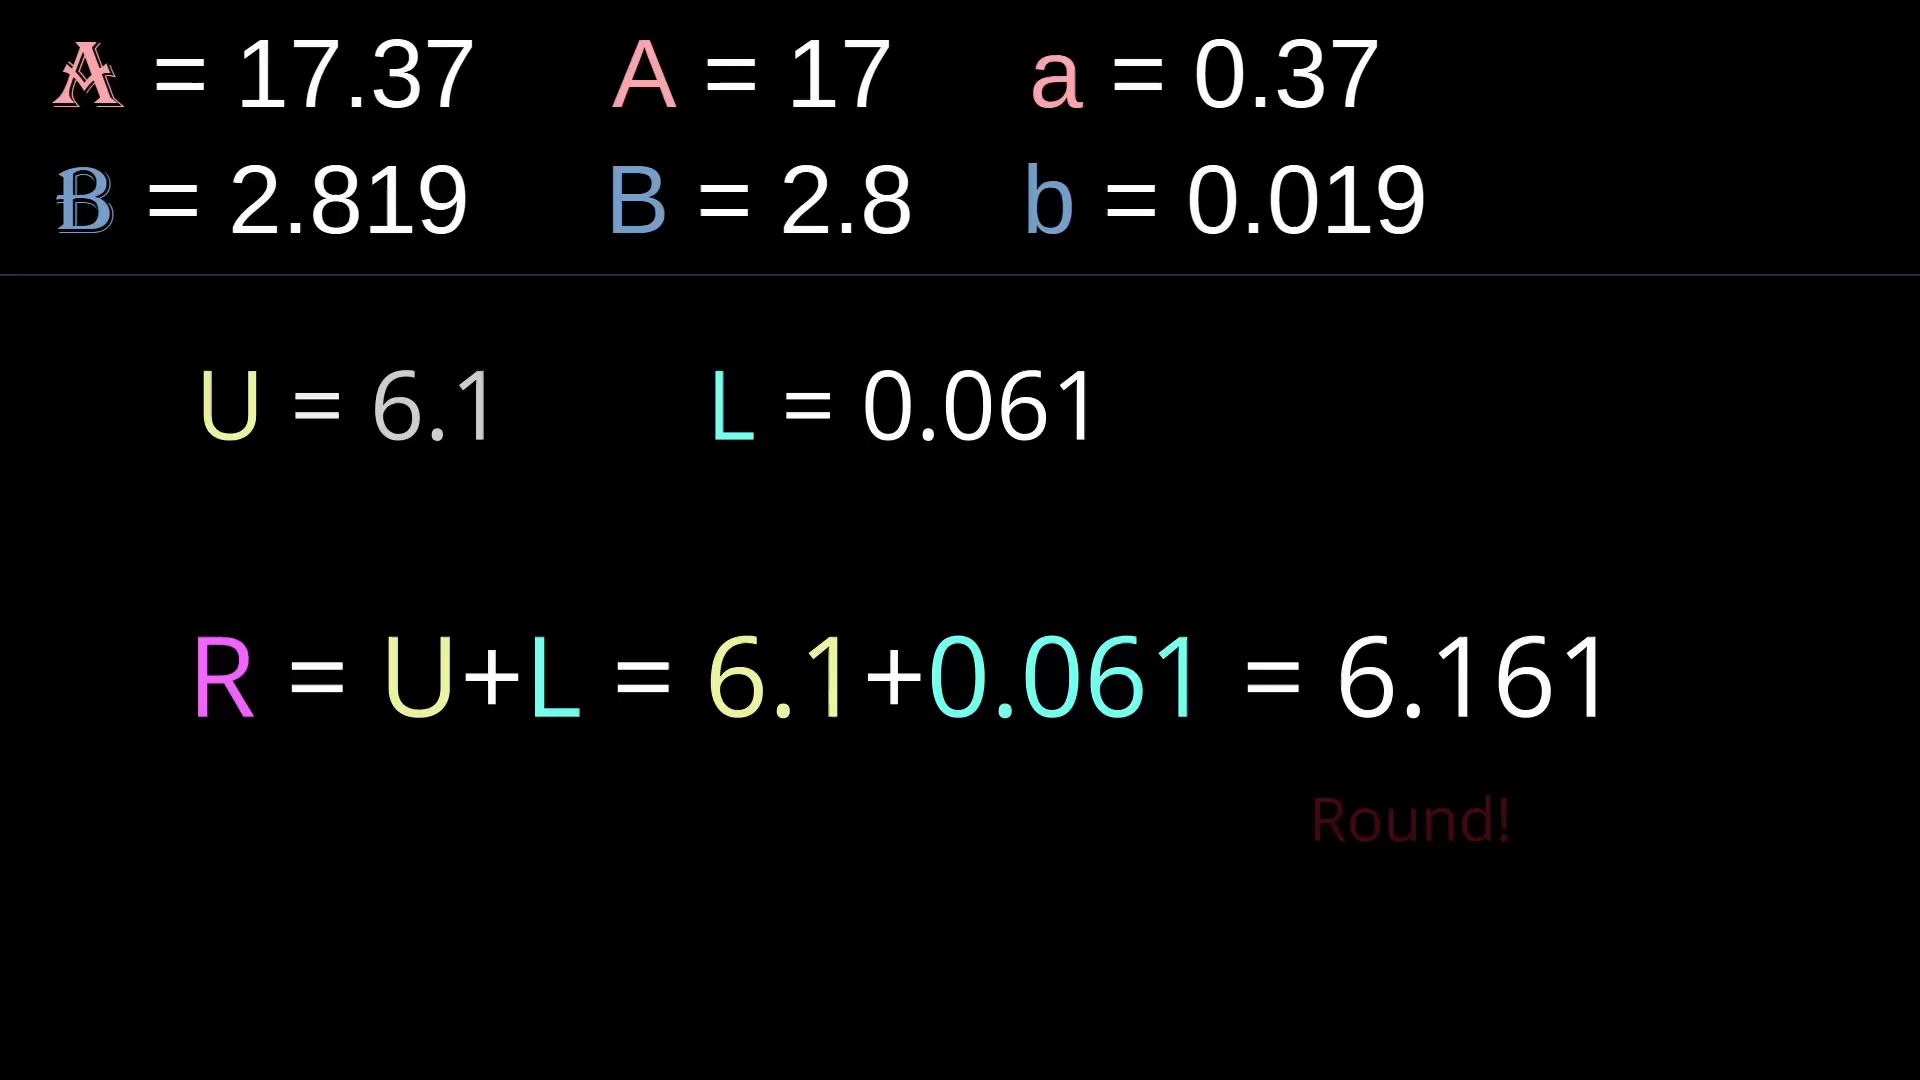 A = 17.37 A = 17 a = 0.37
B = 2.819 B = 2.8 b = 0.019
U = 6.1 L = 0.061
R = U+L = 6.1+0.061 = 6.161
Round!